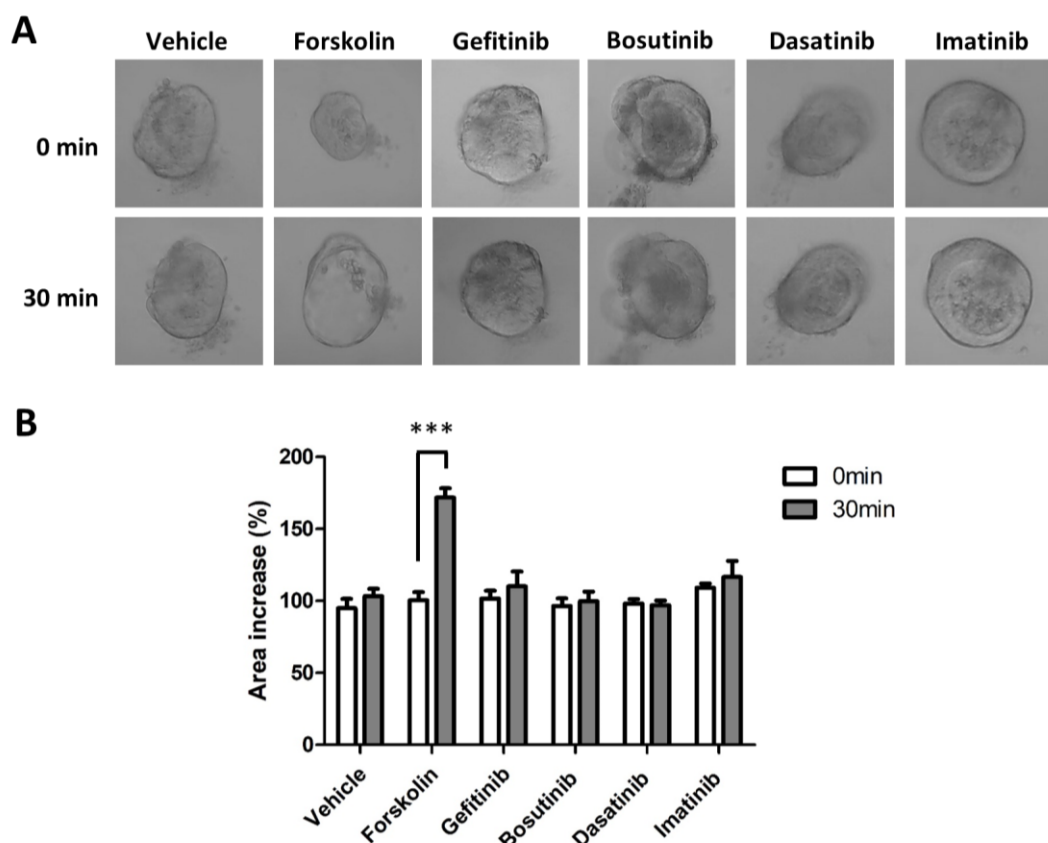 A
Vehicle Forskolin Gefitinib Bosutinib Dasatinib Imatinib
0 min
30 min
B
***
200
150
100
50
0
Area increase (%)
0min
30min
Vehicle
Forskolin
Gefitinib
Bosutinib
Dasatinib
Imatinib